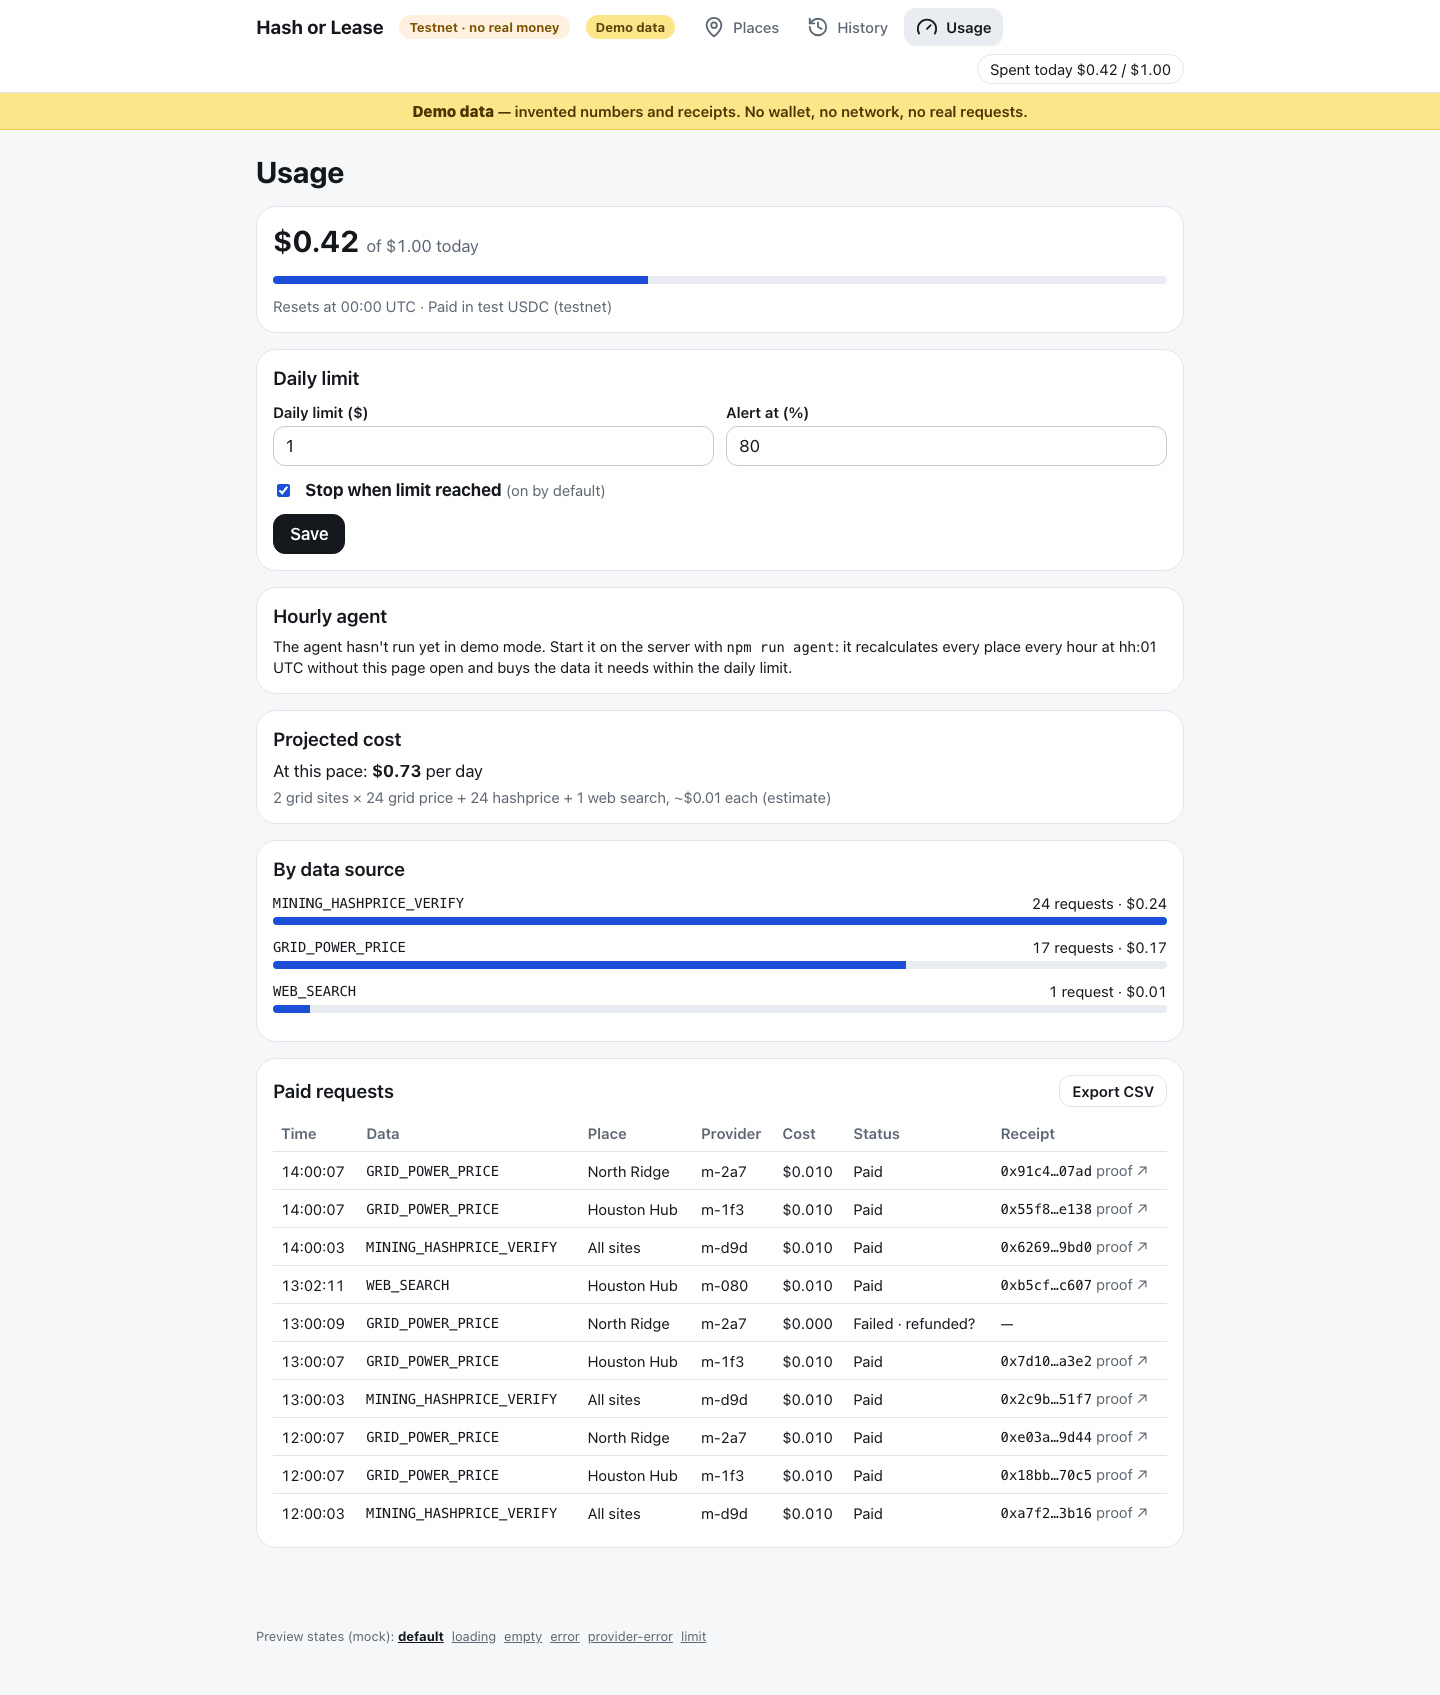 Hash or Lease
Testnet · no real money
Demo data
Places
History
Usage
Spent today $0.42 / $1.00
Demo data — invented numbers and receipts. No wallet, no network, no real requests.
Usage
$0.42 of $1.00 today
Resets at 00:00 UTC · Paid in test USDC (testnet)
Daily limit
Daily limit ($) Alert at (%)
1 80
Stop when limit reached (on by default)
Save
Hourly agent
The agent hasn't run yet in demo mode. Start it on the server with npm run agent: it recalculates every place every hour at hh:01
UTC without this page open and buys the data it needs within the daily limit.
Projected cost
At this pace: $0.73 per day
2 grid sites × 24 grid price + 24 hashprice + 1 web search, ~$0.01 each (estimate)
By data source
MINING_HASHPRICE_VERIFY 24 requests · $0.24
GRID_POWER_PRICE 17 requests · $0.17
WEB_SEARCH 1 request · $0.01
Paid requests Export CSV
Time Data Place Provider Cost Status Receipt
14:00:07 GRID_POWER_PRICE North Ridge m-2a7 $0.010 Paid 0x91c4…07ad proof ↗
14:00:07 GRID_POWER_PRICE Houston Hub m-1f3 $0.010 Paid 0x55f8…e138 proof ↗
14:00:03 MINING_HASHPRICE_VERIFY All sites m-d9d $0.010 Paid 0x6269…9bd0 proof ↗
13:02:11 WEB_SEARCH Houston Hub m-080 $0.010 Paid 0xb5cf…c607 proof ↗
13:00:09 GRID_POWER_PRICE North Ridge m-2a7 $0.000 Failed · refunded? —
13:00:07 GRID_POWER_PRICE Houston Hub m-1f3 $0.010 Paid 0x7d10…a3e2 proof ↗
13:00:03 MINING_HASHPRICE_VERIFY All sites m-d9d $0.010 Paid 0x2c9b…51f7 proof ↗
12:00:07 GRID_POWER_PRICE North Ridge m-2a7 $0.010 Paid 0xe03a…9d44 proof ↗
12:00:07 GRID_POWER_PRICE Houston Hub m-1f3 $0.010 Paid 0x18bb…70c5 proof ↗
12:00:03 MINING_HASHPRICE_VERIFY All sites m-d9d $0.010 Paid 0xa7f2…3b16 proof ↗
Preview states (mock): default loading empty error provider-error limit